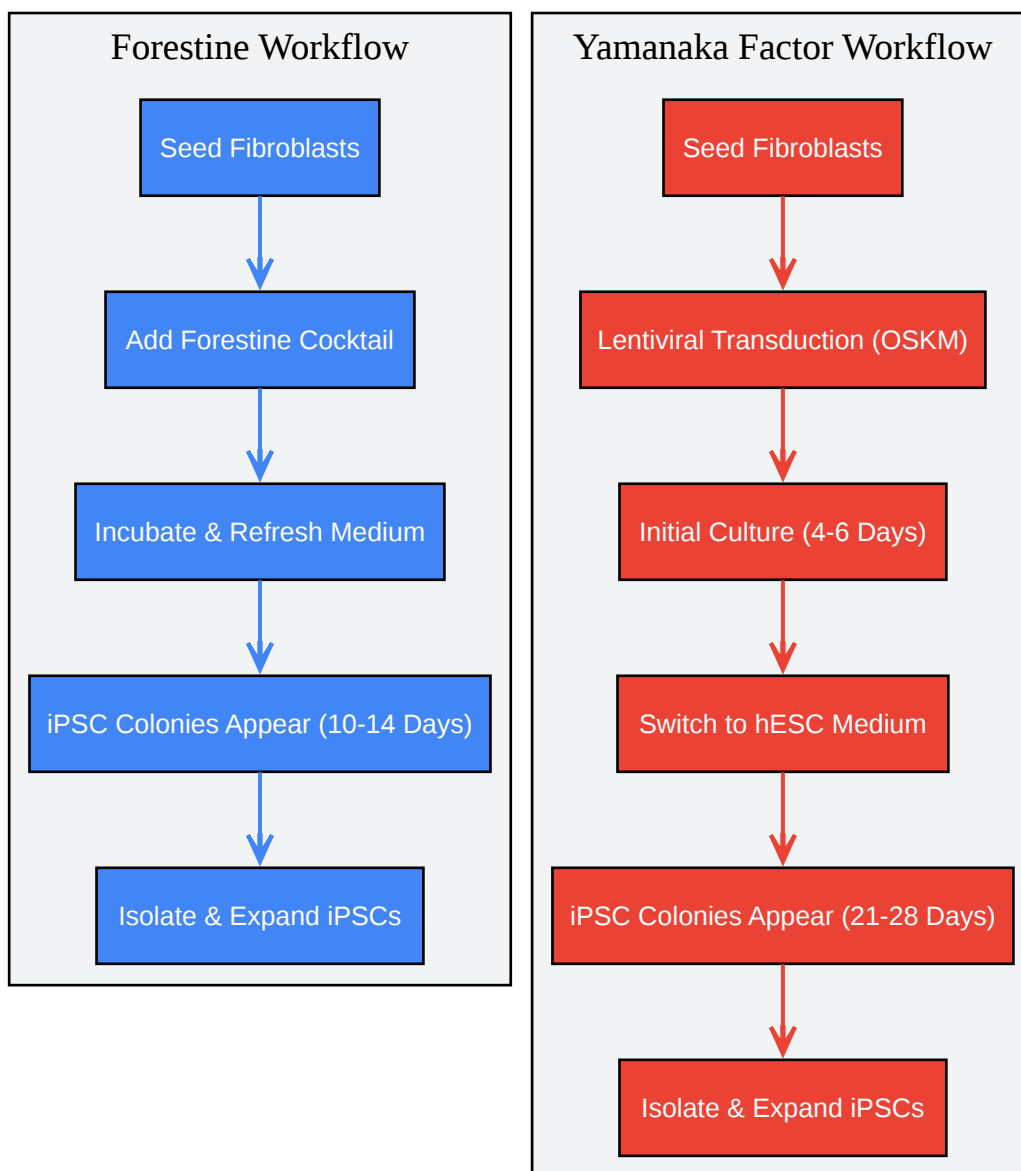 Forestine Workflow
Seed Fibroblasts
Add Forestine Cocktail
Incubate & Refresh Medium
iPSC Colonies Appear (10-14 Days)
Isolate & Expand iPSCs
Yamanaka Factor Workflow
Seed Fibroblasts
Lentiviral Transduction (OSKM)
Initial Culture (4-6 Days)
Switch to hESC Medium
iPSC Colonies Appear (21-28 Days)
Isolate & Expand iPSCs